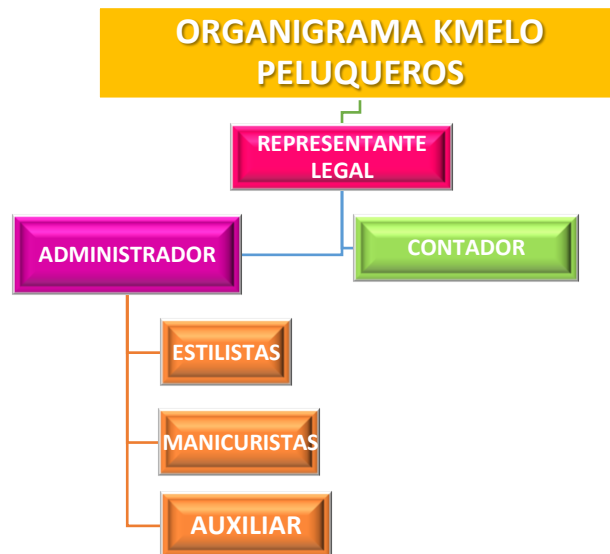 ORGANIGRAMA KMELO
PELUQUEROS
REPRESENTANTE
LEGAL
ADMINISTRADOR
CONTADOR
ESTILISTAS
MANICURISTAS
AUXILIAR